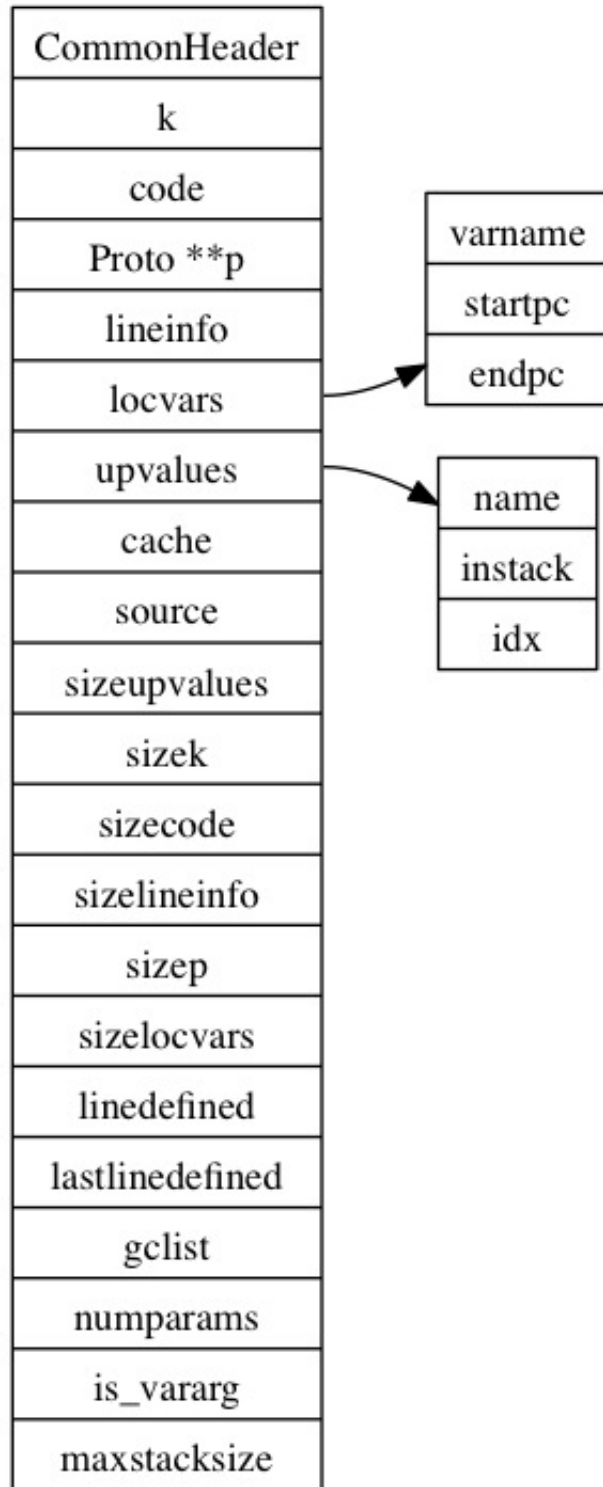 CommonHeader
k
code
Proto **p
lineinfo
locvars
upvalues
cache
source
sizeupvalues
sizek
sizecode
sizelineinfo
sizep
sizelocvars
linedefined
lastlinedefined
gclist
numparams
is_vararg
maxstacksize
varname
startpc
endpc
name
instack
idx